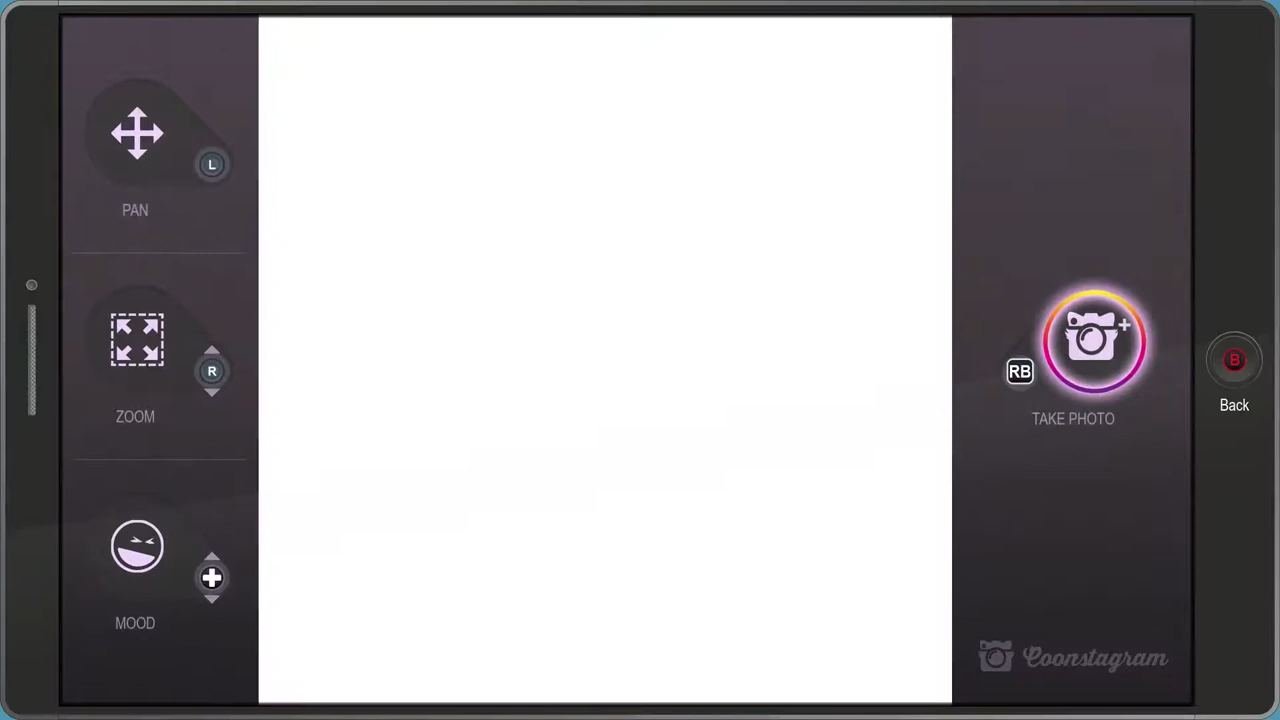 L
PAN
R
ZOOM
MOOD
RB
TAKE PHOTO
B
Back
Coonstagram